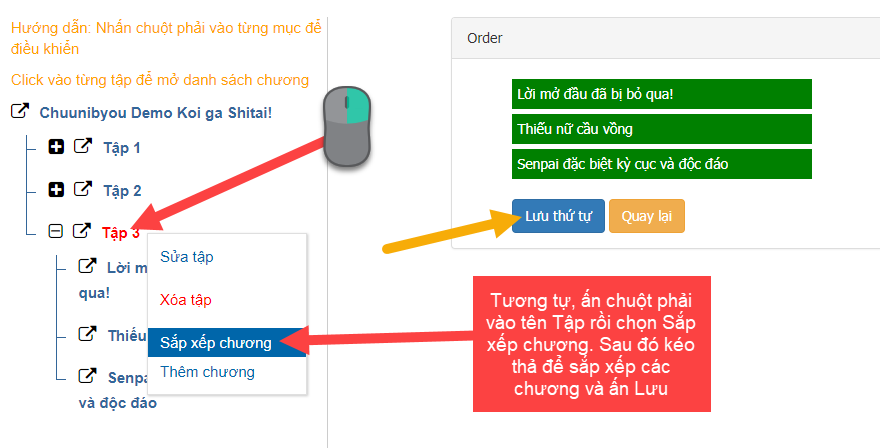 Hướng dẫn: Nhấn chuột phải vào từng mục để
điều khiển
Click vào từng tập để mở danh sách chương
Chuunibyou Demo Koi ga Shitai!
Tập 1
Tập 2
Tập 3
Lời m
qua!
Thiếu
Senpa
và độc đáo
Sửa tập
Xóa tập
Sắp xếp chương
Thêm chương
Order
Lời mở đầu đã bị bỏ qua!
Thiếu nữ cầu vồng
Senpai đặc biệt kỳ cục và độc đáo
Lưu thứ tự
Quay lại
Tương tự, ấn chuột phải
vào tên Tập rồi chọn Sắp
xếp chương. Sau đó kéo
thả để sắp xếp các
chương và ấn Lưu